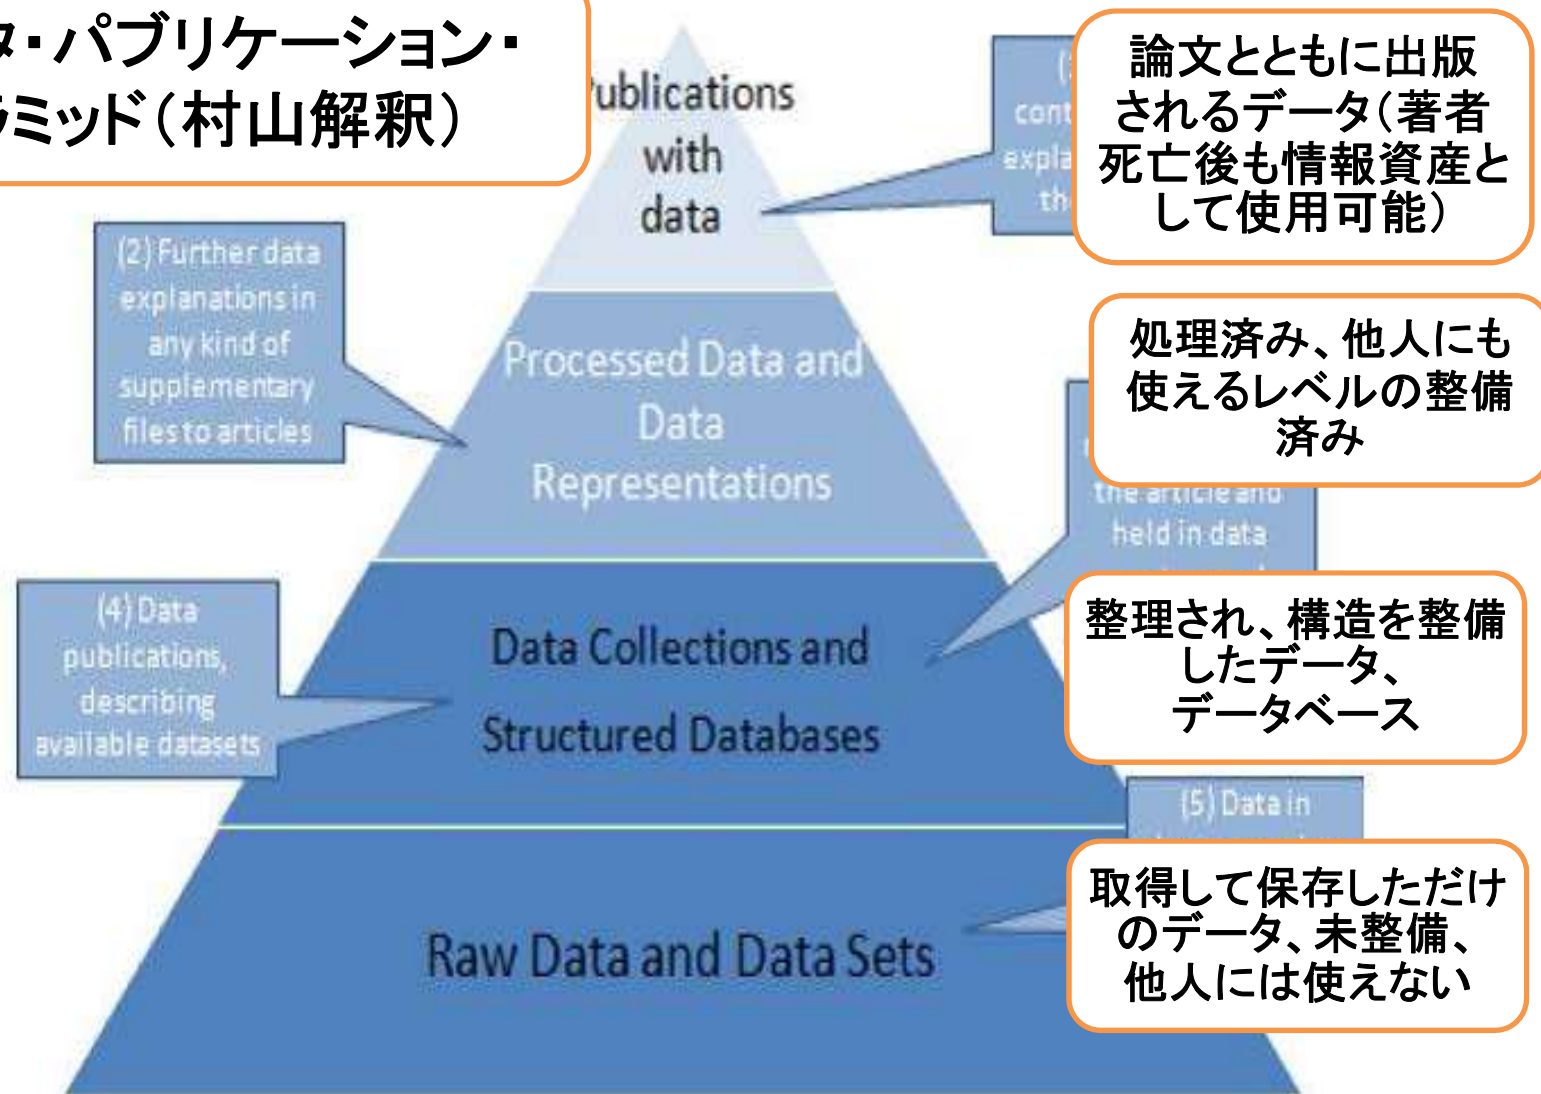 タ・パブリケーション・
ラミッド（村山解釈）
Publications
with
data
論文とともに出版
されるデータ（著者
死亡後も情報資産と
して使用可能）
(2) Further data
explanations in
any kind of
supplementary
files to articles
Processed Data and
Data
Representations
処理済み、他人にも
使えるレベルの整備
済み
the article and
held in data
(4) Data
publications,
describing
available datasets
Data Collections and
Structured Databases
整理され、構造を整備
したデータ、
データベース
(5) Data in
Raw Data and Data Sets
取得して保存しただけ
のデータ、未整備、
他人には使えない